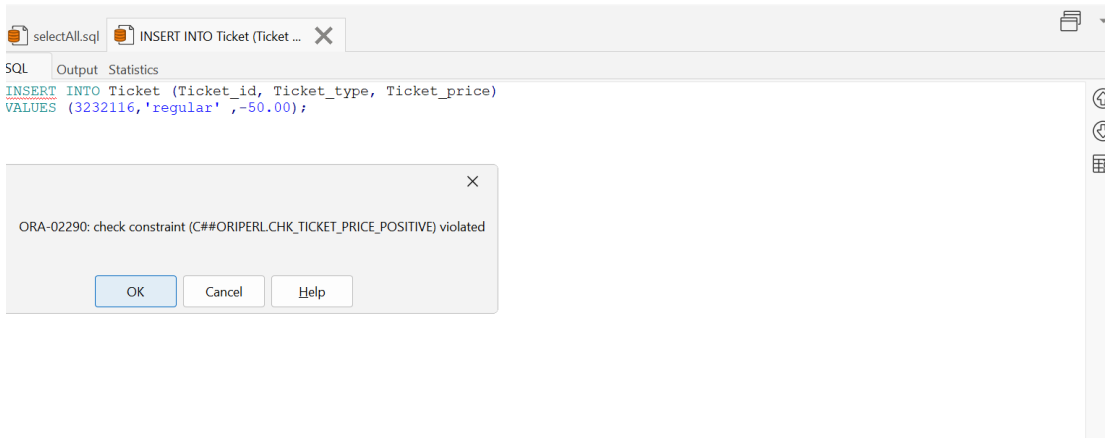 selectAll.sql INSERT INTO Ticket (Ticket ...
SQL Output Statistics
INSERT INTO Ticket (Ticket_id, Ticket_type, Ticket_price)
VALUES (3232116,'regular' ,-50.00);
ORA-02290: check constraint (C##ORIPERL.CHK_TICKET_PRICE_POSITIVE) violated
OK Cancel Help